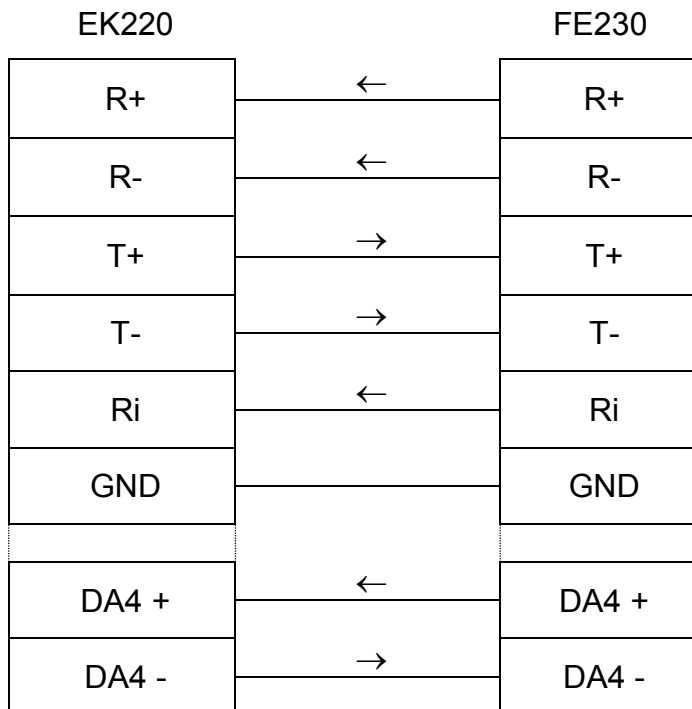 EK220 FE230
R+ ← R+
R- ← R-
T+ → T+
T- → T-
Ri ← Ri
GND GND
DA4 + ← DA4 +
DA4 - → DA4 -